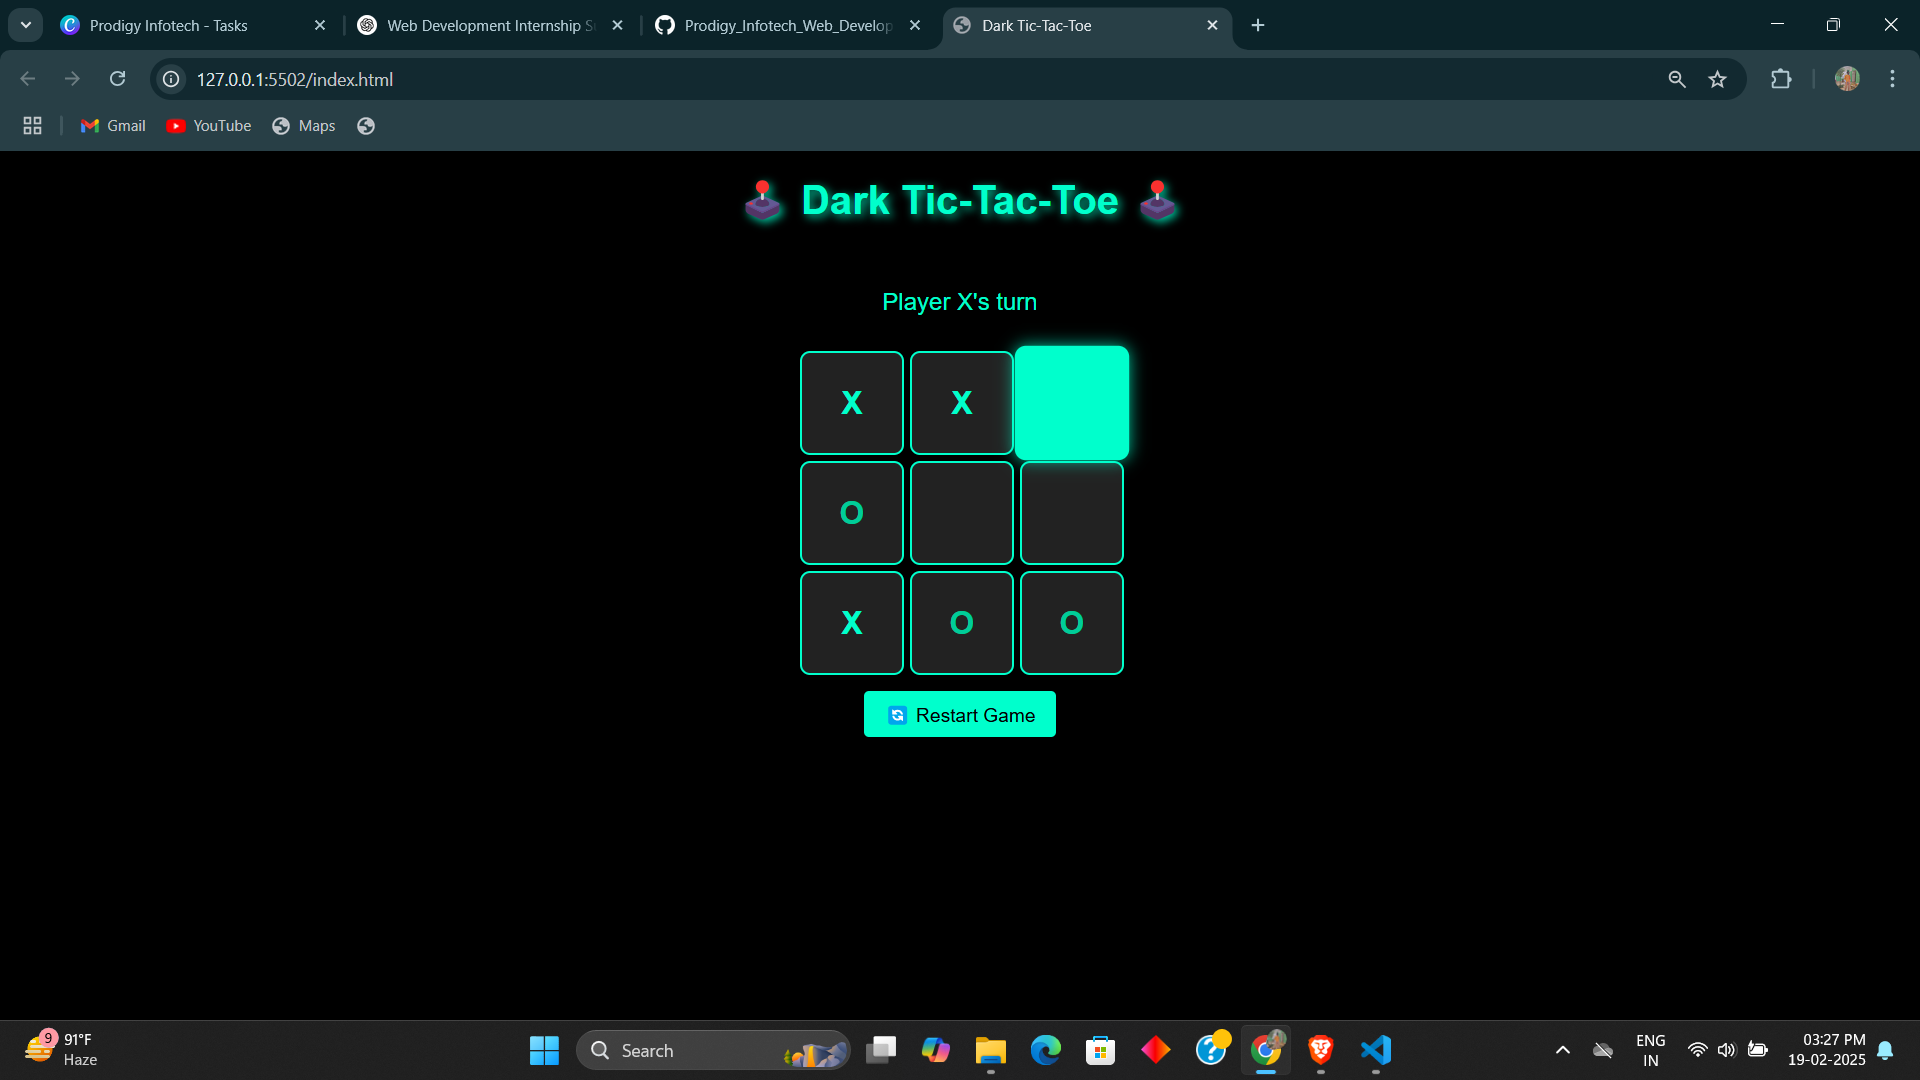 Prodigy Infotech - Tasks
Web Development Internship S
Prodigy_Infotech_Web_Develop
Dark Tic-Tac-Toe
127.0.0.1:5502/index.html
Gmail
YouTube
Maps
Dark Tic-Tac-Toe
Player X's turn
X X
O
X O O
Restart Game
9
91°F
Haze
Search
ENG
IN
03:27 PM
19-02-2025